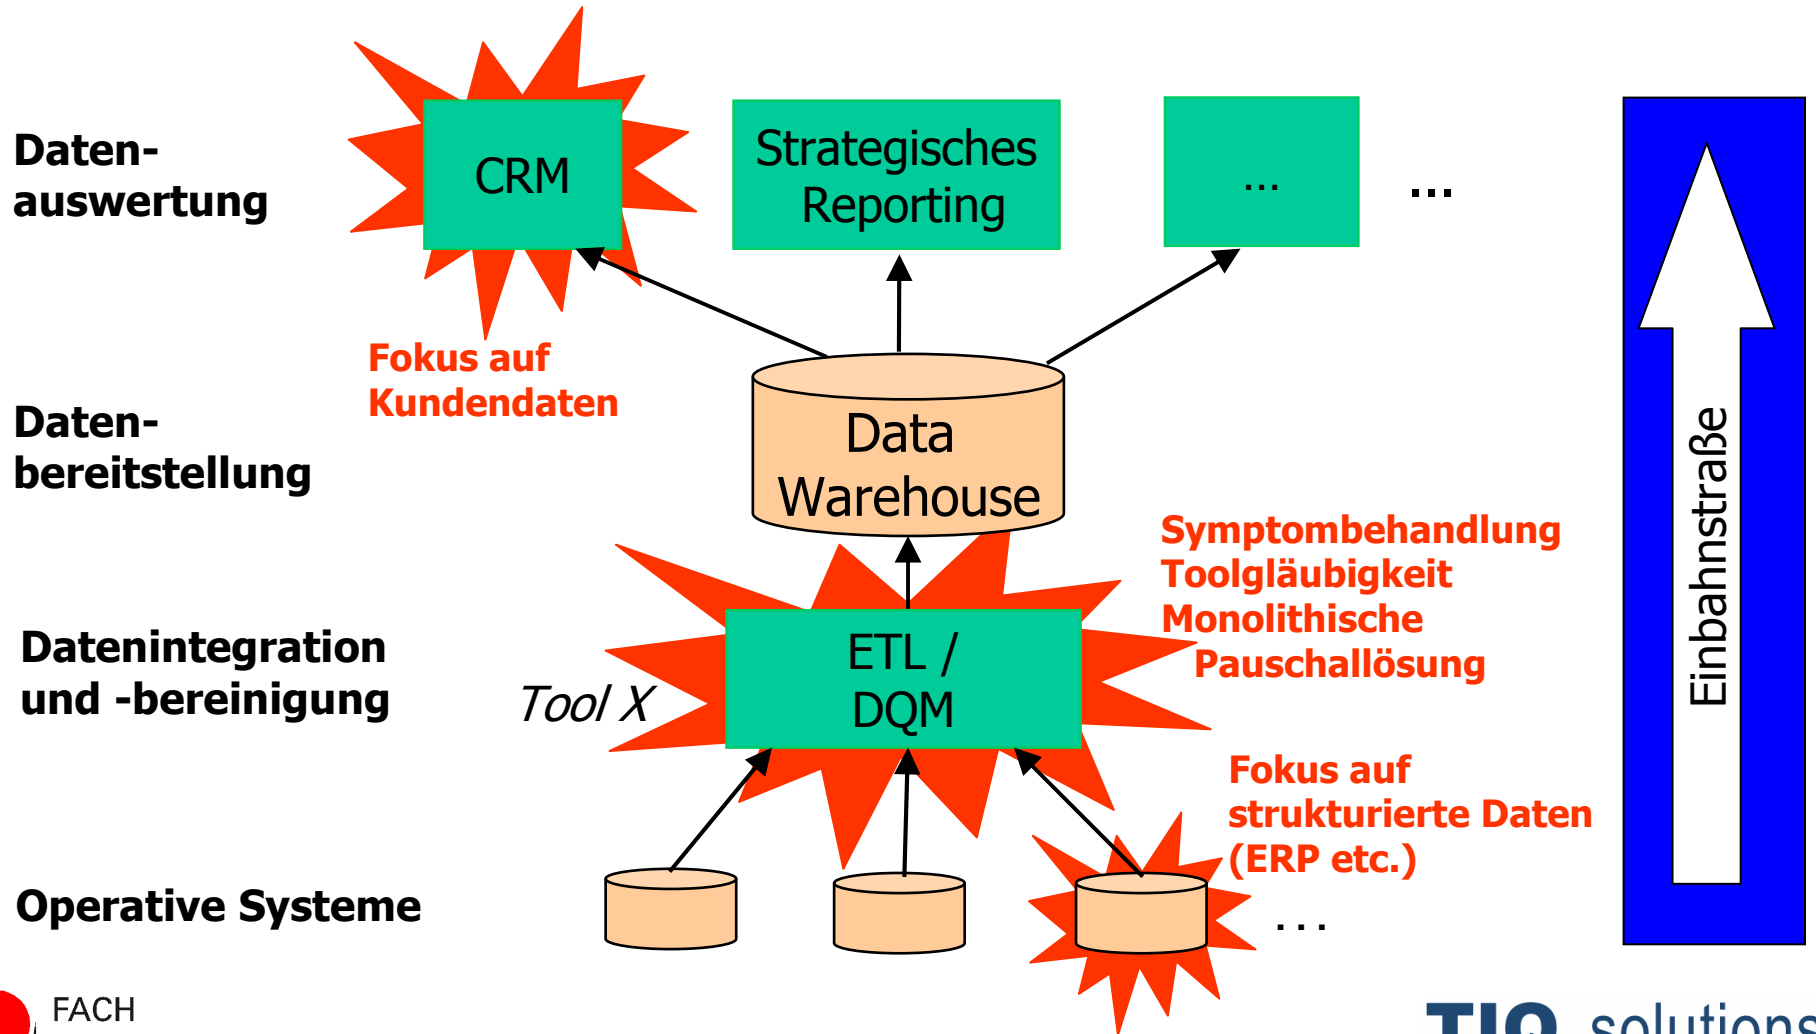 Daten-
auswertung
CRM
Strategisches
Reporting
...
...
Fokus auf
Kundendaten
Daten-
bereitstellung
Data
Warehouse
Symptombehandlung
Toolgläubigkeit
Monolithische
Pauschallösung
Einbahnstraße
Datenintegration
und -bereinigung
Tool X
ETL /
DQM
Fokus auf
strukturierte Daten
(ERP etc.)
Operative Systeme
...
FACH
TIQ solutions